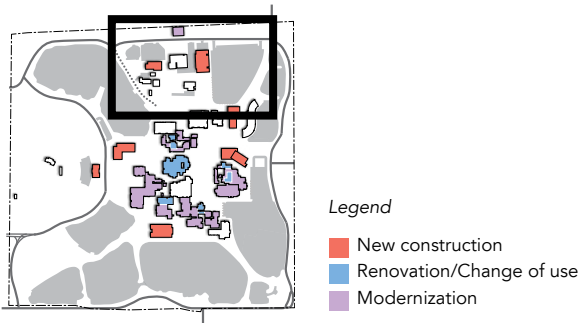 Legend
New construction
Renovation/Change of use
Modernization